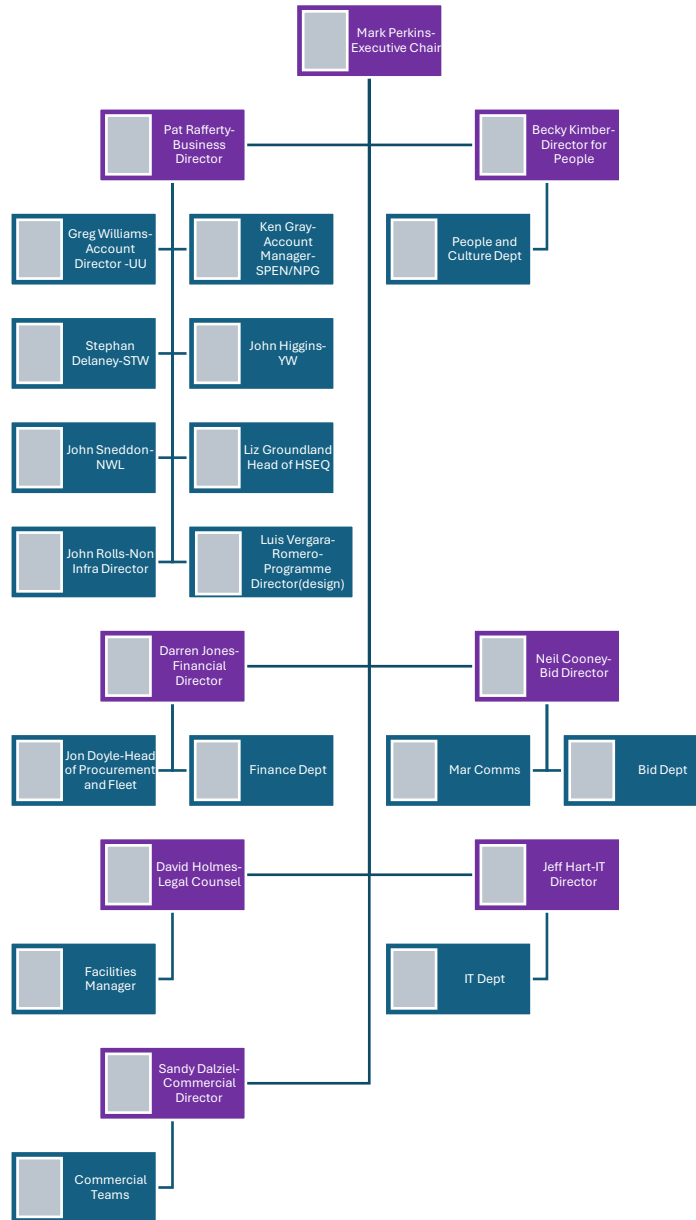 Mark Perkins-
Executive Chair
Pat Rafferty-
Business
Director
Becky Kimber-
Director for
People
Greg Williams-
Account
Director -UU
Ken Gray-
Account
Manager-
SPEN/NPG
People and
Culture Dept
Stephan
Delaney-STW
John Higgins-
YW
John Sneddon-
NWL
Liz Groundland
Head of HSEQ
John Rolls-Non
Infra Director
Luis Vergara-
Romero-
Programme
Director(design)
Darren Jones-
Financial
Director
Neil Cooney-
Bid Director
Jon Doyle-Head
of Procurement
and Fleet
Finance Dept
Mar Comms
Bid Dept
David Holmes-
Legal Counsel
Jeff Hart-IT
Director
Facilities
Manager
IT Dept
Sandy Dalziel-
Commercial
Director
Commercial
Teams